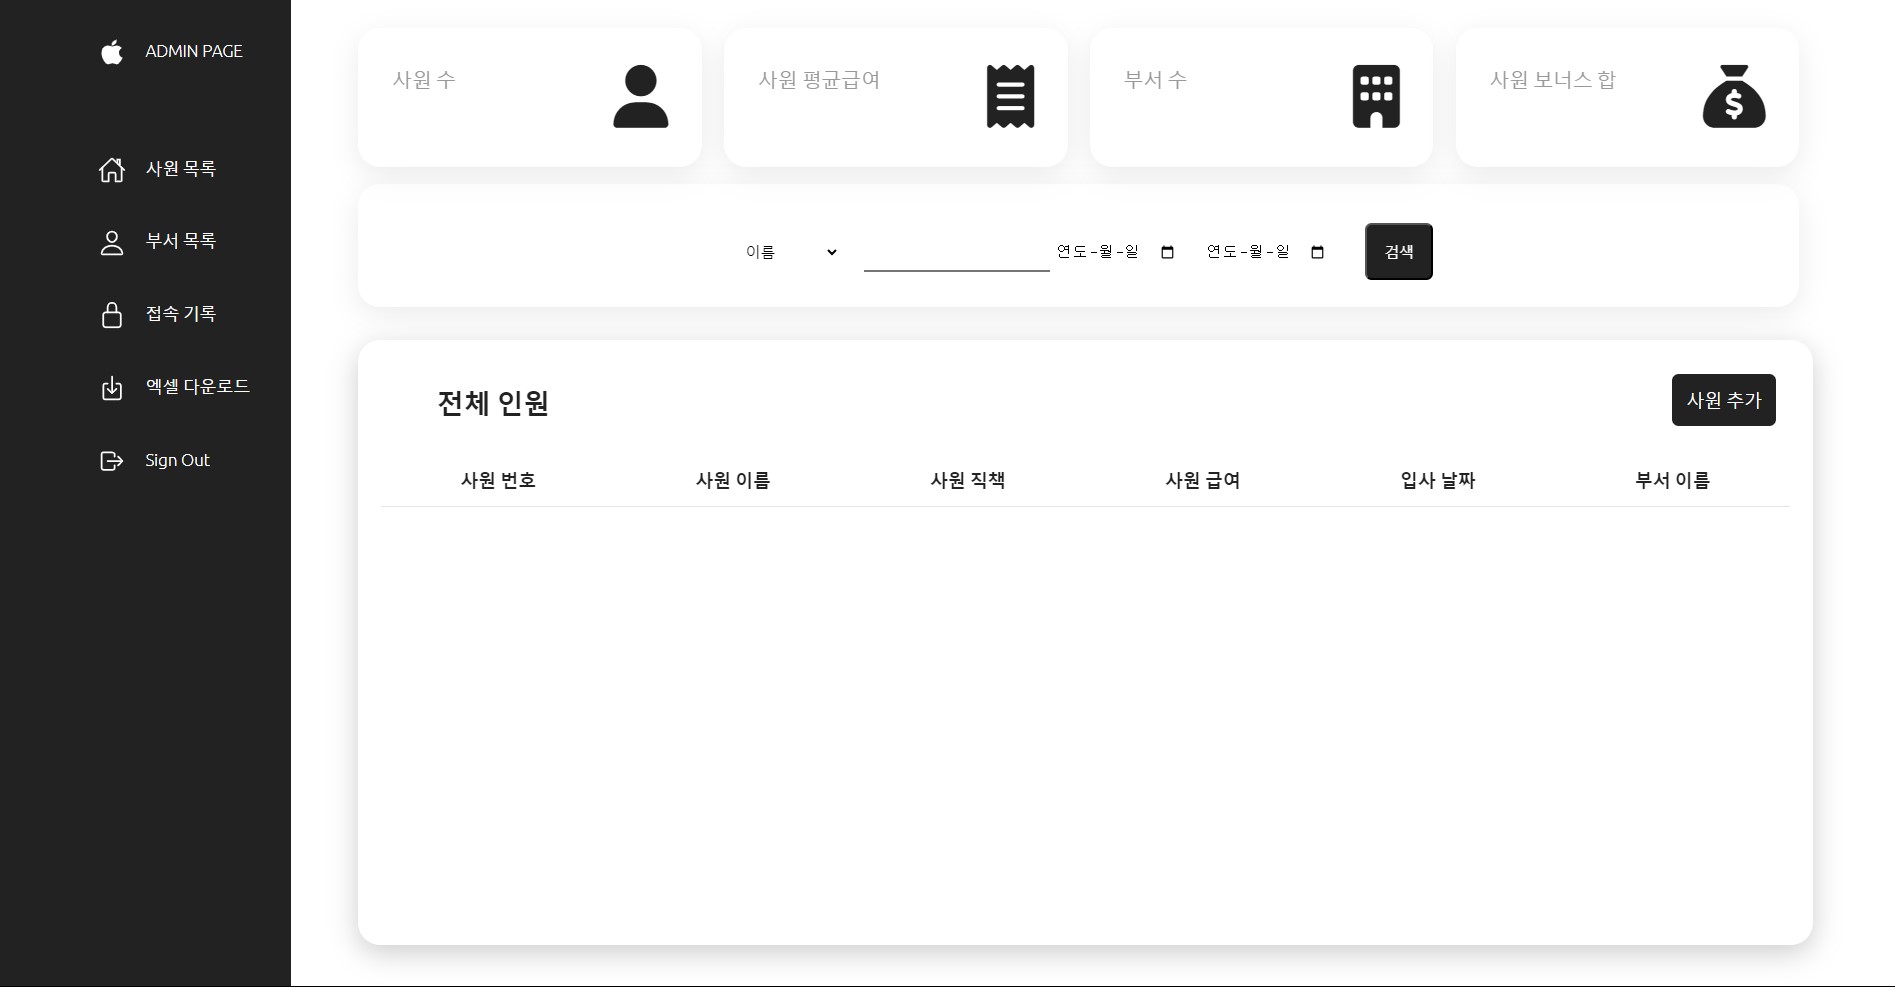 ADMIN PAGE
사원 목록
부서 목록
접속 기록
엑셀 다운로드
Sign Out
사원 수
사원 평균급여
부서 수
사원 보너스 합
$
이름
연도-월-일
연도-월-일
검색
전체 인원
사원 추가
사원 번호 사원 이름 사원 직책 사원 급여 입사 날짜 부서 이름